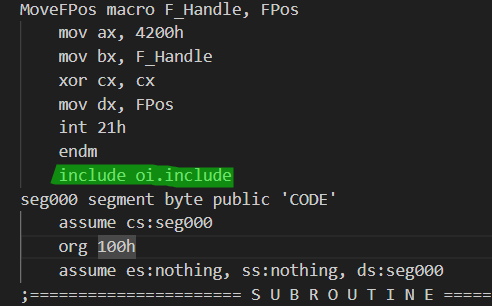 MoveFPos macro F_Handle, FPos
mov ax, 4200h
mov bx, F_Handle
xor cx, cx
mov dx, FPos
int 21h
endm
include oi.include
seg000 segment byte public 'CODE'
assume cs:seg000
org 100h
assume es:nothing, ss:nothing, ds:seg000
;====================== S U B R O U T I N E =====